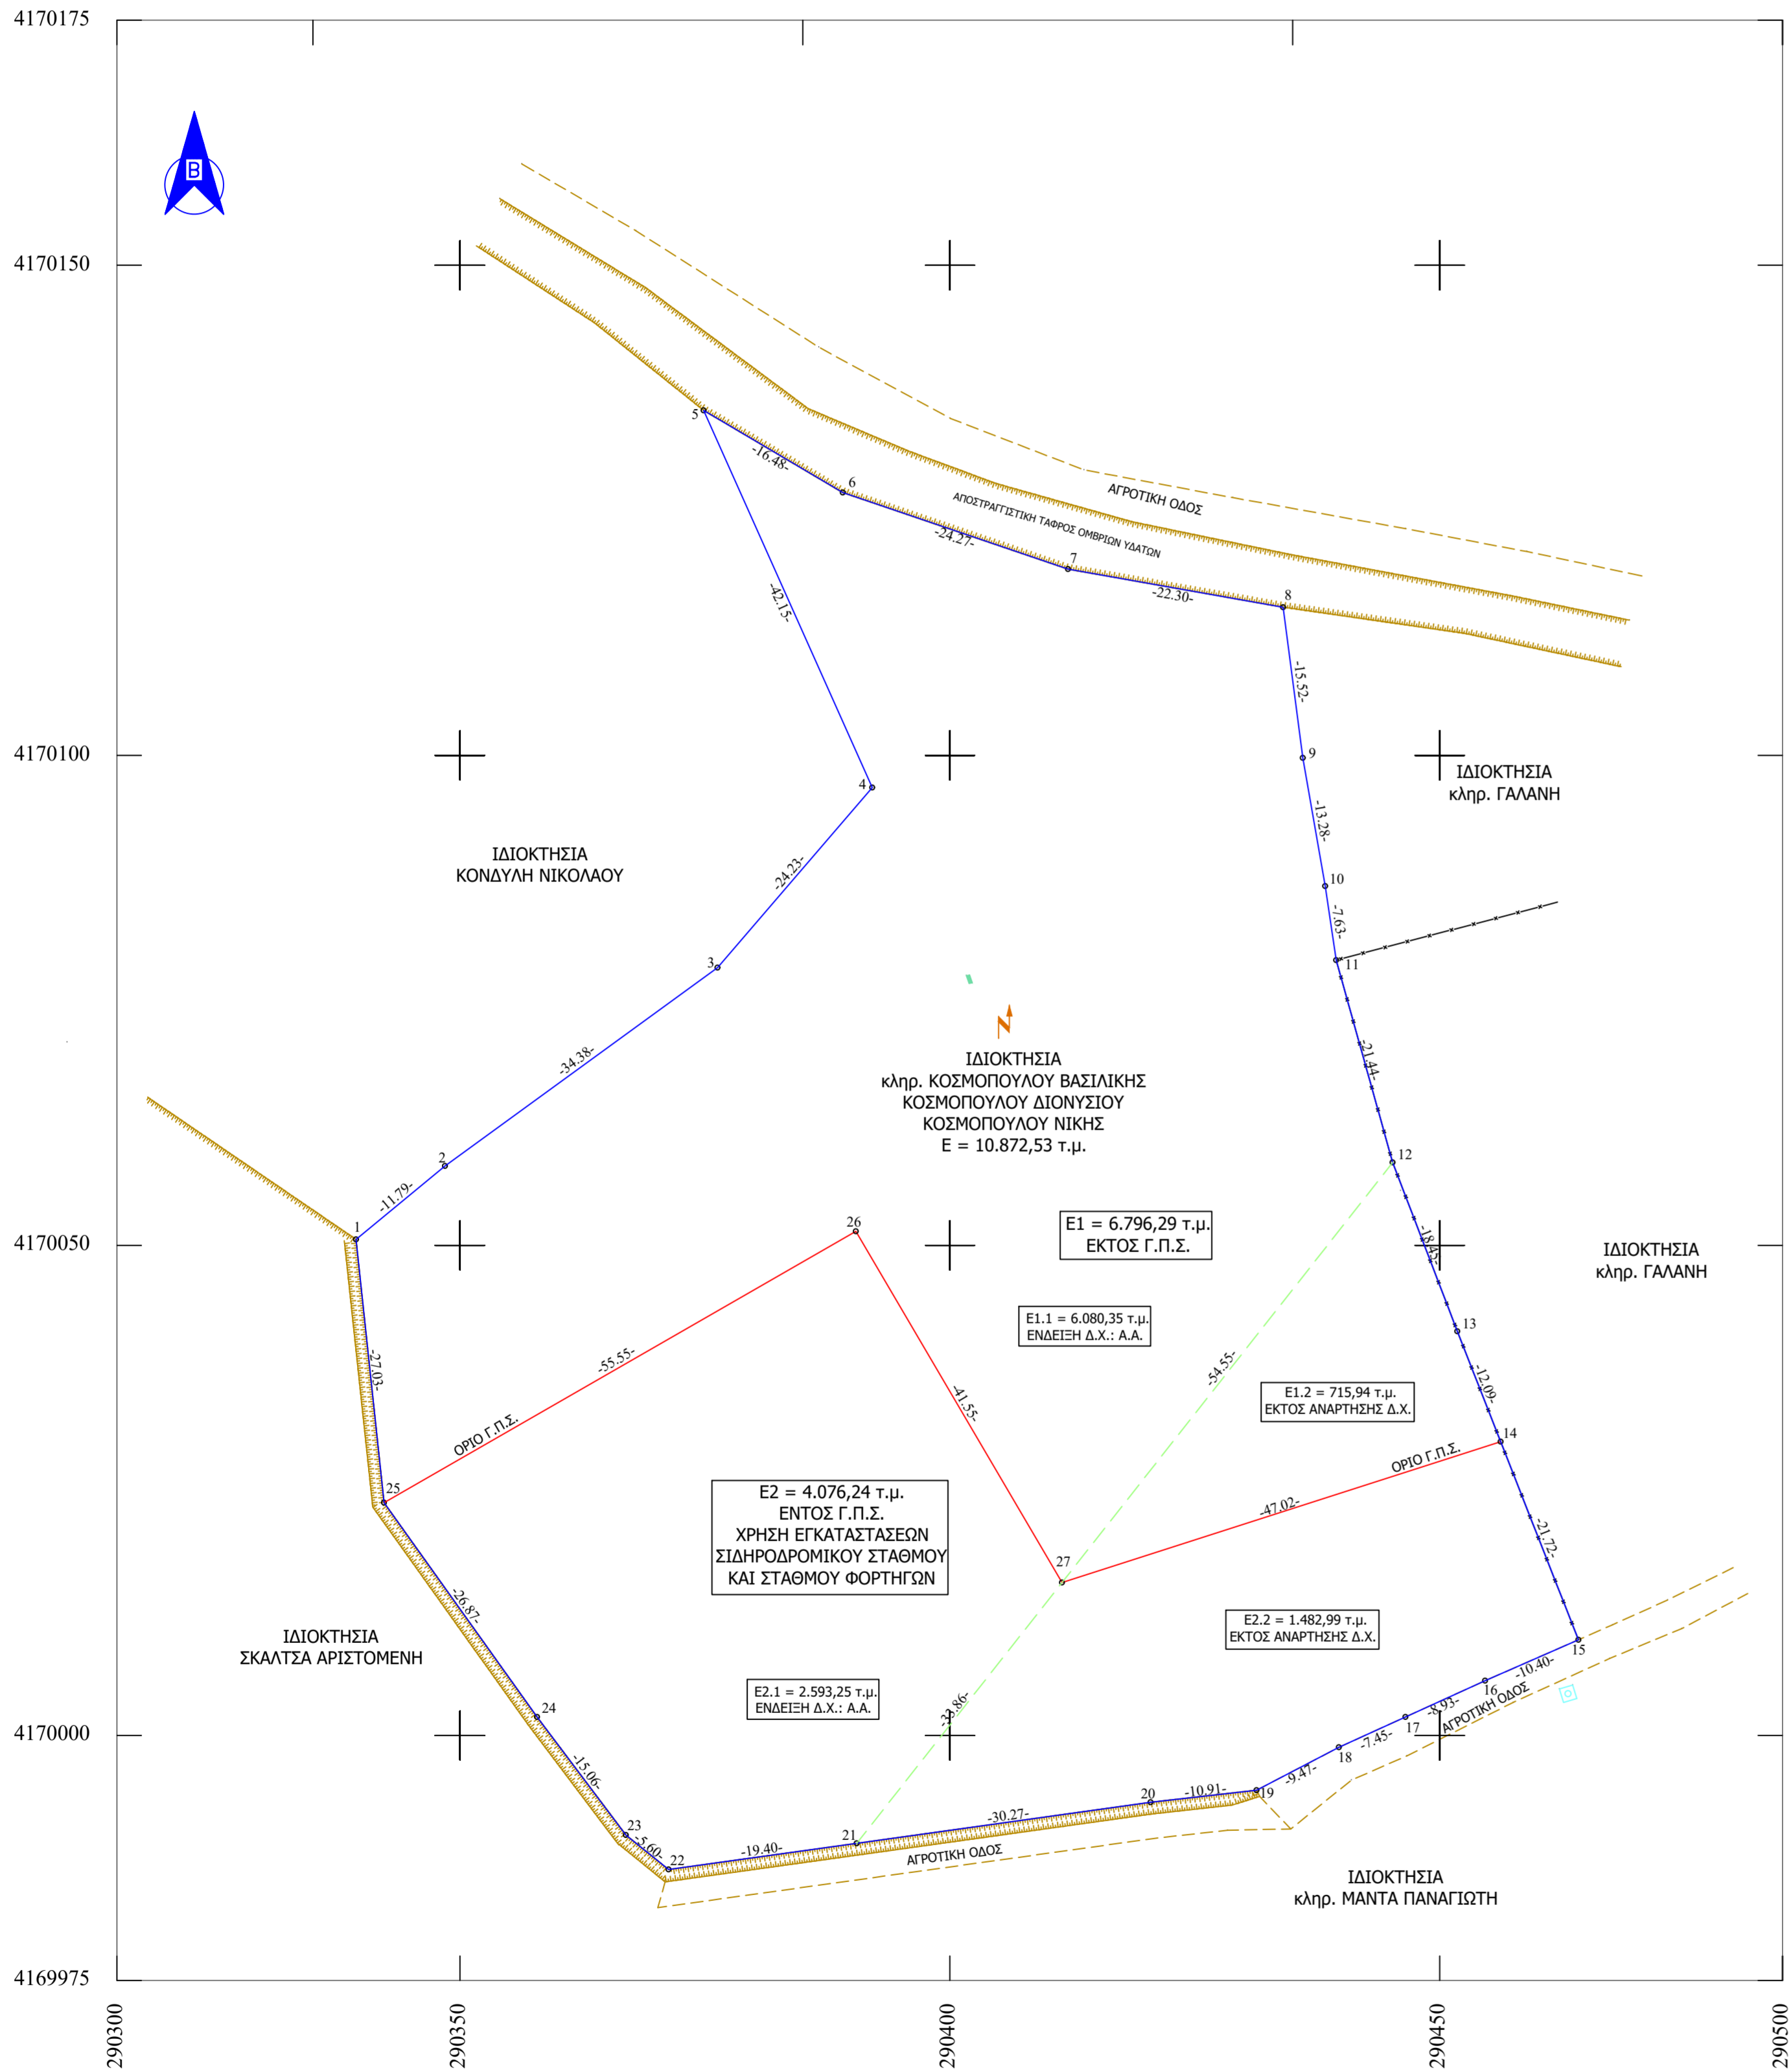 4170175
B
4170150
5
-16.48-
6
ΑΓΡΟΤΙΚΗ ΟΔΟΣ
ΑΠΟΣΤΡΑΓΓΙΣΤΙΚΗ ΤΑΦΡΟΣ ΟΜΒΡΙΩΝ ΥΔΑΤΩΝ
-24.27-
7
-22.30-
8
-42.15-
-15.52-
4170100
9
4
ΙΔΙΟΚΤΗΣΙΑ
κληρ. ΓΑΛΑΝΗ
-13.28-
ΙΔΙΟΚΤΗΣΙΑ
ΚΟΝΔΥΛΗ ΝΙΚΟΛΑΟΥ
-24.23-
10
-7.63-
3
11
N
-34.38-
-21.44-
ΙΔΙΟΚΤΗΣΙΑ
κληρ. ΚΟΣΜΟΠΟΥΛΟΥ ΒΑΣΙΛΙΚΗΣ
ΚΟΣΜΟΠΟΥΛΟΥ ΔΙΟΝΥΣΙΟΥ
ΚΟΣΜΟΠΟΥΛΟΥ ΝΙΚΗΣ
Ε = 10.872,53 τ.μ.
2
12
-11.79-
1
26
Ε1 = 6.796,29 τ.μ.
ΕΚΤΟΣ Γ.Π.Σ.
-18.45-
4170050
ΙΔΙΟΚΤΗΣΙΑ
κληρ. ΓΑΛΑΝΗ
Ε1.1 = 6.080,35 τ.μ.
ΕΝΔΕΙΞΗ Δ.Χ.: Α.Α.
13
-27.03-
-55.55-
-54.55-
-41.55-
-12.09-
Ε1.2 = 715,94 τ.μ.
ΕΚΤΟΣ ΑΝΑΡΤΗΣΗΣ Δ.Χ.
ΟΡΙΟ Γ.Π.Σ.
14
ΟΡΙΟ Γ.Π.Σ.
25
-47.02-
Ε2 = 4.076,24 τ.μ.
ΕΝΤΟΣ Γ.Π.Σ.
ΧΡΗΣΗ ΕΓΚΑΤΑΣΤΑΣΕΩΝ
ΣΙΔΗΡΟΔΡΟΜΙΚΟΥ ΣΤΑΘΜΟΥ
ΚΑΙ ΣΤΑΘΜΟΥ ΦΟΡΤΗΓΩΝ
-21.72-
27
-26.87-
Ε2.2 = 1.482,99 τ.μ.
ΕΚΤΟΣ ΑΝΑΡΤΗΣΗΣ Δ.Χ.
ΙΔΙΟΚΤΗΣΙΑ
ΣΚΑΛΤΣΑ ΑΡΙΣΤΟΜΕΝΗ
15
-10.40-
16
Ε2.1 = 2.593,25 τ.μ.
ΕΝΔΕΙΞΗ Δ.Χ.: Α.Α.
-33.86-
-8.93-
ΑΓΡΟΤΙΚΗ ΟΔΟΣ
24
17
4170000
-7.45-
18
-15.06-
-9.47-
19
-10.91-
20
-30.27-
23
21
-5.60-
-19.40-
22
ΑΓΡΟΤΙΚΗ ΟΔΟΣ
ΙΔΙΟΚΤΗΣΙΑ
κληρ. ΜΑΝΤΑ ΠΑΝΑΓΙΩΤΗ
4169975
290300
290350
290400
290450
290500